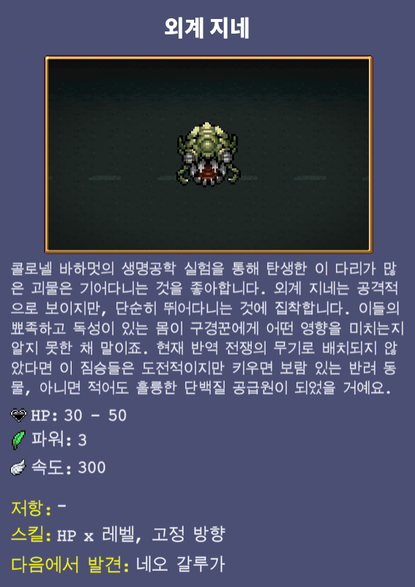 외계 지네
콜로넬 바하멋의 생명공학 실험을 통해 탄생한 이 다리가 많
은 괴물은 기어다니는 것을 좋아합니다. 외계 지네는 공격적
으로 보이지만, 단순히 뛰어다니는 것에 집착합니다. 이들의
뾰족하고 독성이 있는 몸이 구경꾼에게 어떤 영향을 미치는지
알지 못한 채 말이죠. 현재 반역 전쟁의 무기로 배치되지 않
았다면 이 짐승들은 도전적이지만 키우면 보람 있는 반려 동
물, 아니면 적어도 훌륭한 단백질 공급원이 되었을 거예요.
HP: 30 - 50
파워: 3
속도: 300
저항: -
스킬: HP x 레벨, 고정 방향
다음에서 발견: 네오 갈루가